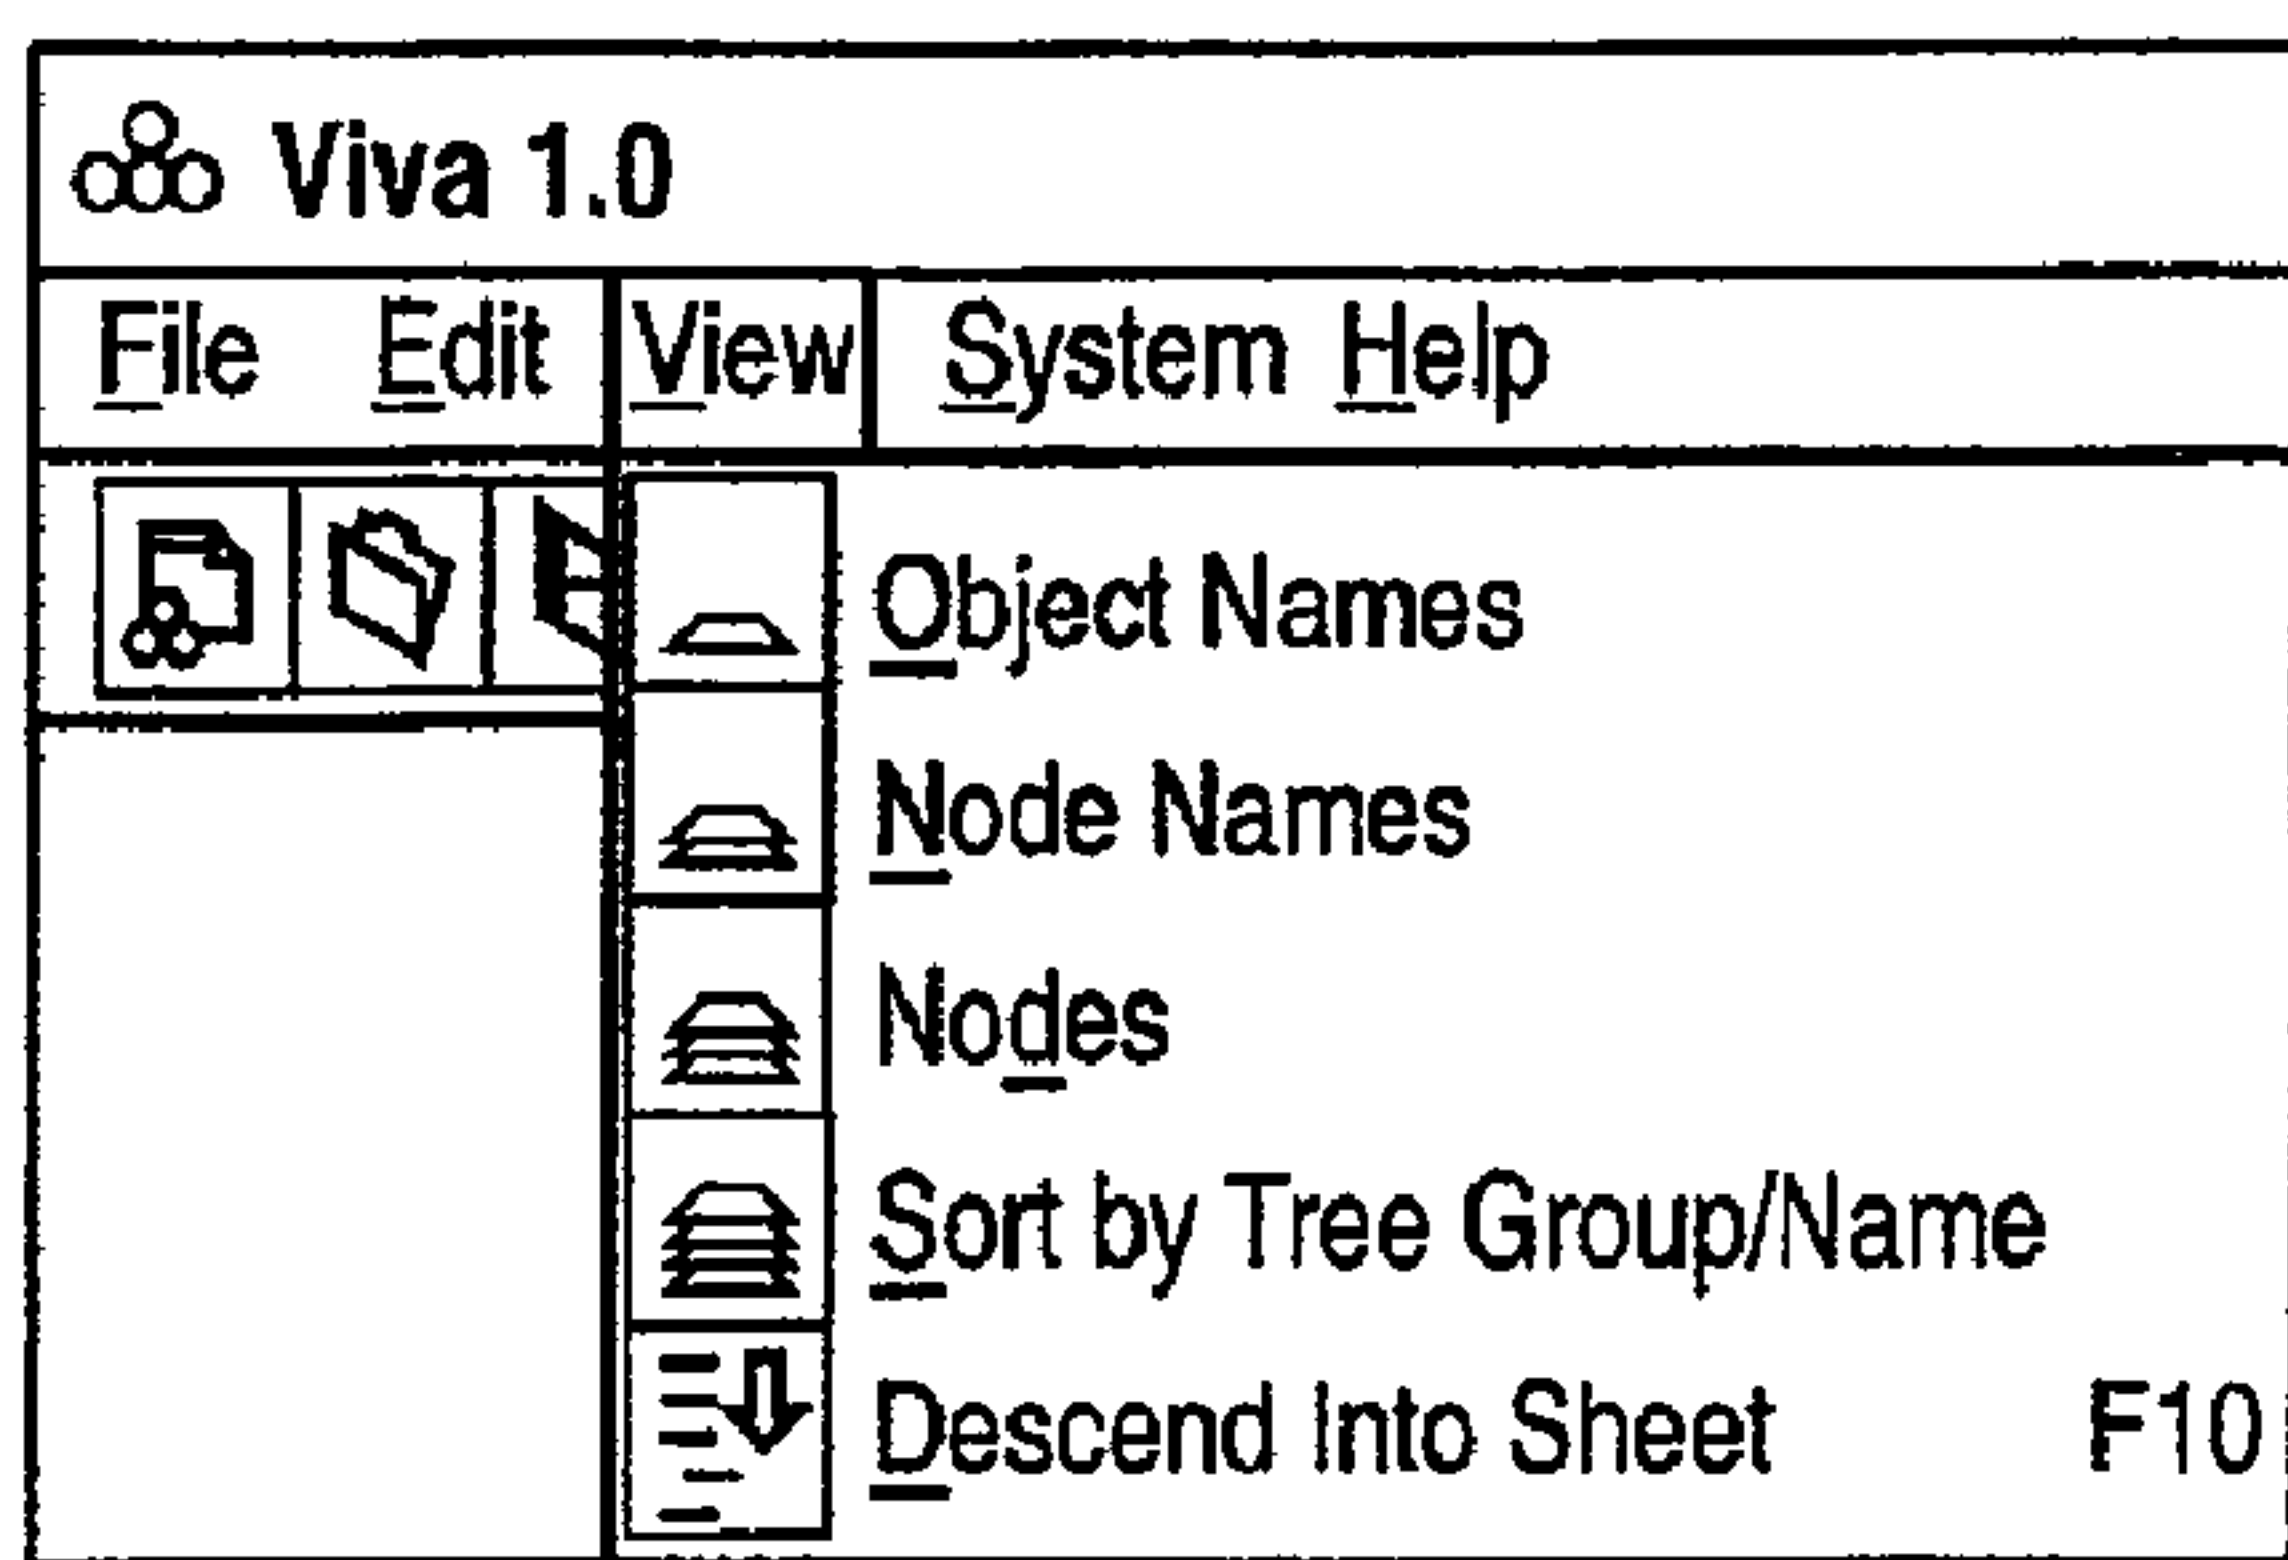 Viva 1.0
File Edit View System Help
Object Names
Node Names
Nodes
Sort by Tree Group/Name
Descend Into Sheet F10